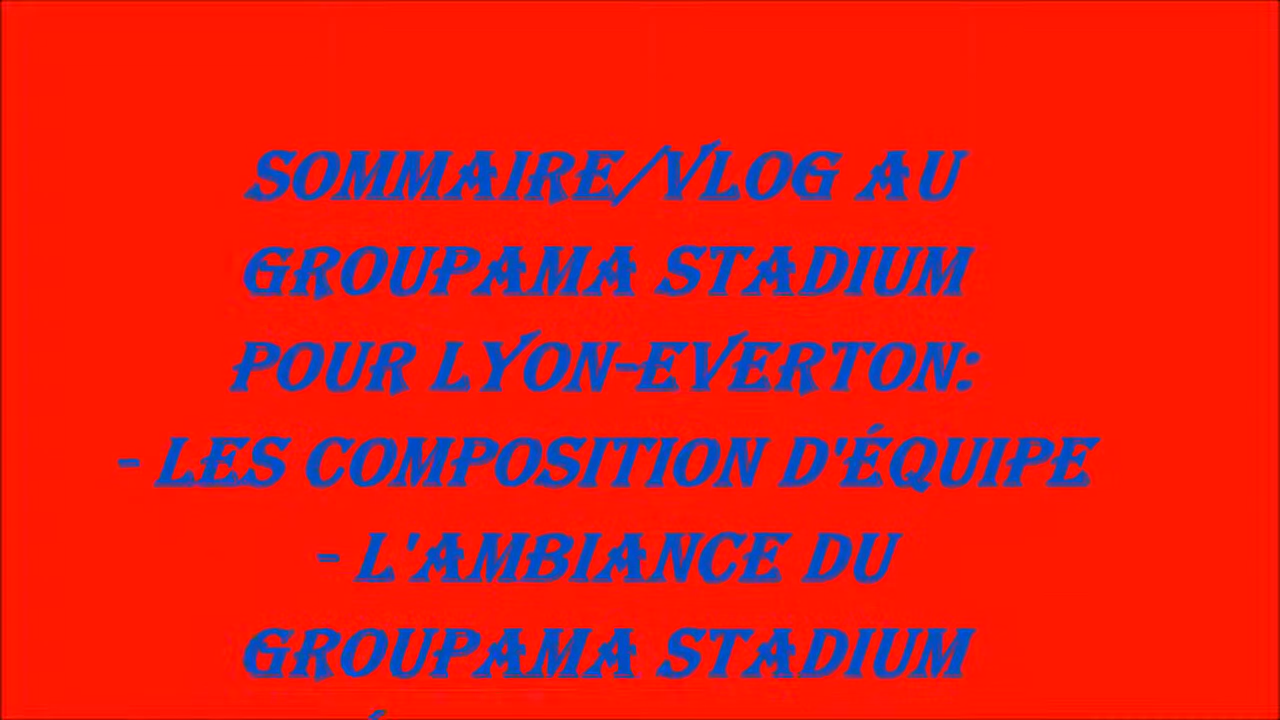 SOMMAIRE/VLOG AU
GROUPAMA STADIUM
POUR LYON-EVERTON:
- LES COMPOSITION D'ÉQUIPE
- L'AMBIANCE DU
GROUPAMA STADIUM